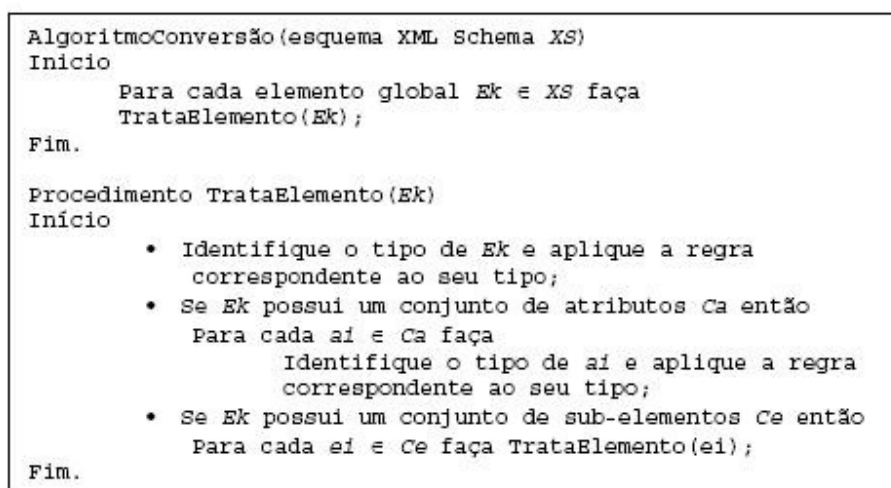 AlgoritmoConversão(esquema XML Schema XS)
Inicio
Para cada elemento global Ek ∈ XS faça
TrataElemento(Ek);
Fim.
Procedimento TrataElemento(Ek)
Início
• Identifique o tipo de Ek e aplique a regra
correspondente ao seu tipo;
• Se Ek possui um conjunto de atributos Ca então
Para cada ai ∈ Ca faça
Identifique o tipo de ai e aplique a regra
correspondente ao seu tipo;
• Se Ek possui um conjunto de sub-elementos Ce então
Para cada ei ∈ Ce faça TrataElemento(ei);
Fim.